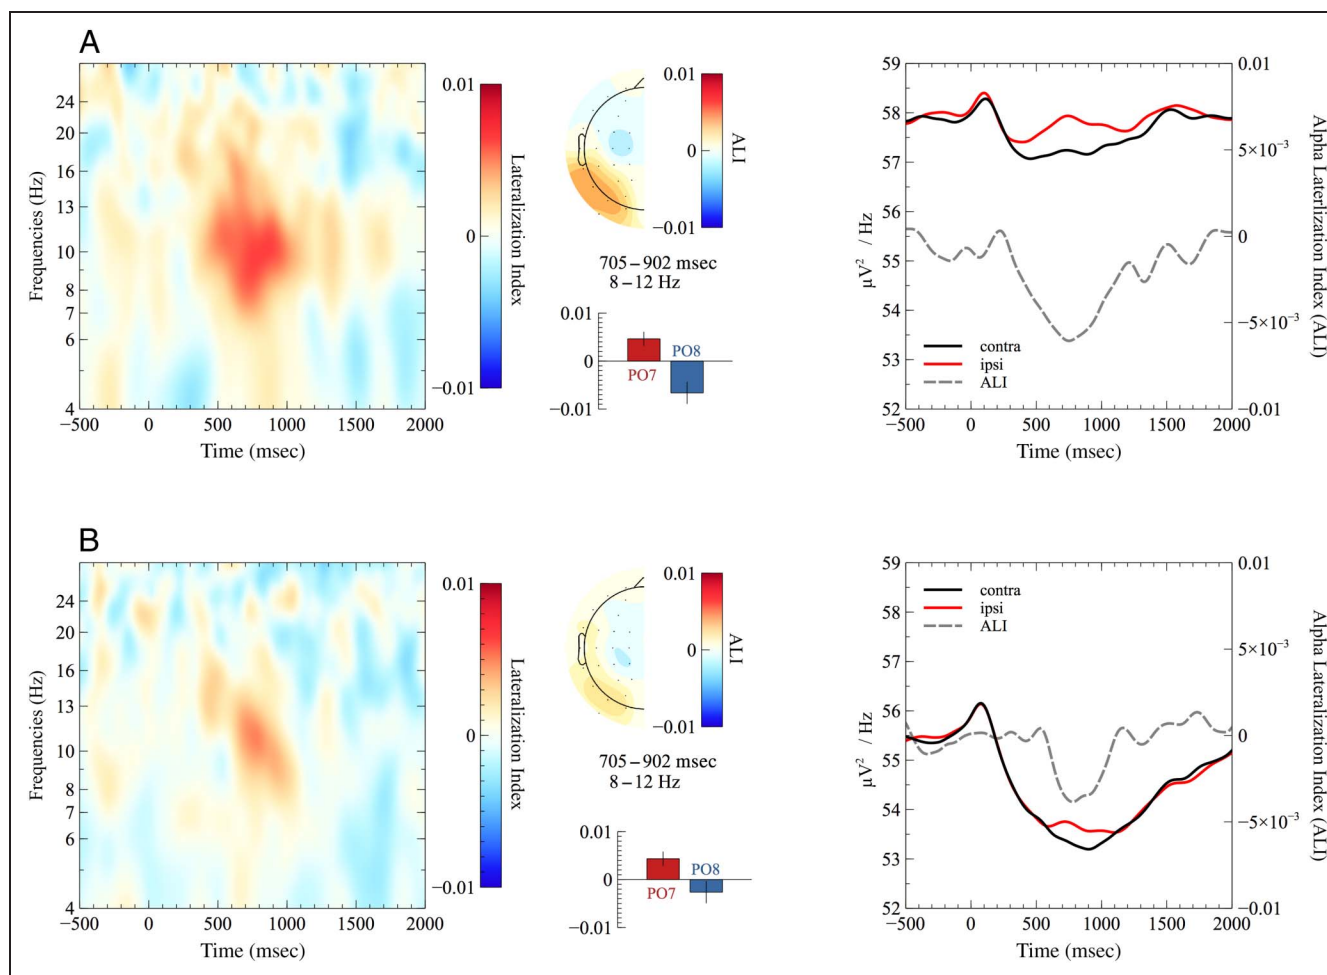 A
24
20
16
13
10
8
7
6
4
Frequencies (Hz)
−500 0 500 1000 1500 2000
Time (msec)
0.01
0
−0.01
Lateralization Index
0.01
0
−0.01
ALI
705–902 msec
8–12 Hz
0.01
0
−0.01
PO8
PO7
59
58
57
56
55
54
53
52
µV² / Hz
contra
ipsi
ALI
−500 0 500 1000 1500 2000
Time (msec)
0.01
5×10⁻³
0
−5×10⁻³
−0.01
Alpha Laterlization Index (ALI)
B
24
20
16
13
10
8
7
6
4
Frequencies (Hz)
−500 0 500 1000 1500 2000
Time (msec)
0.01
0
−0.01
Lateralization Index
0.01
0
−0.01
ALI
705–902 msec
8–12 Hz
0.01
0
−0.01
PO8
PO7
59
58
57
56
55
54
53
52
µV² / Hz
contra
ipsi
ALI
−500 0 500 1000 1500 2000
Time (msec)
0.01
5×10⁻³
0
−5×10⁻³
−0.01
Alpha Lateralization Index (ALI)